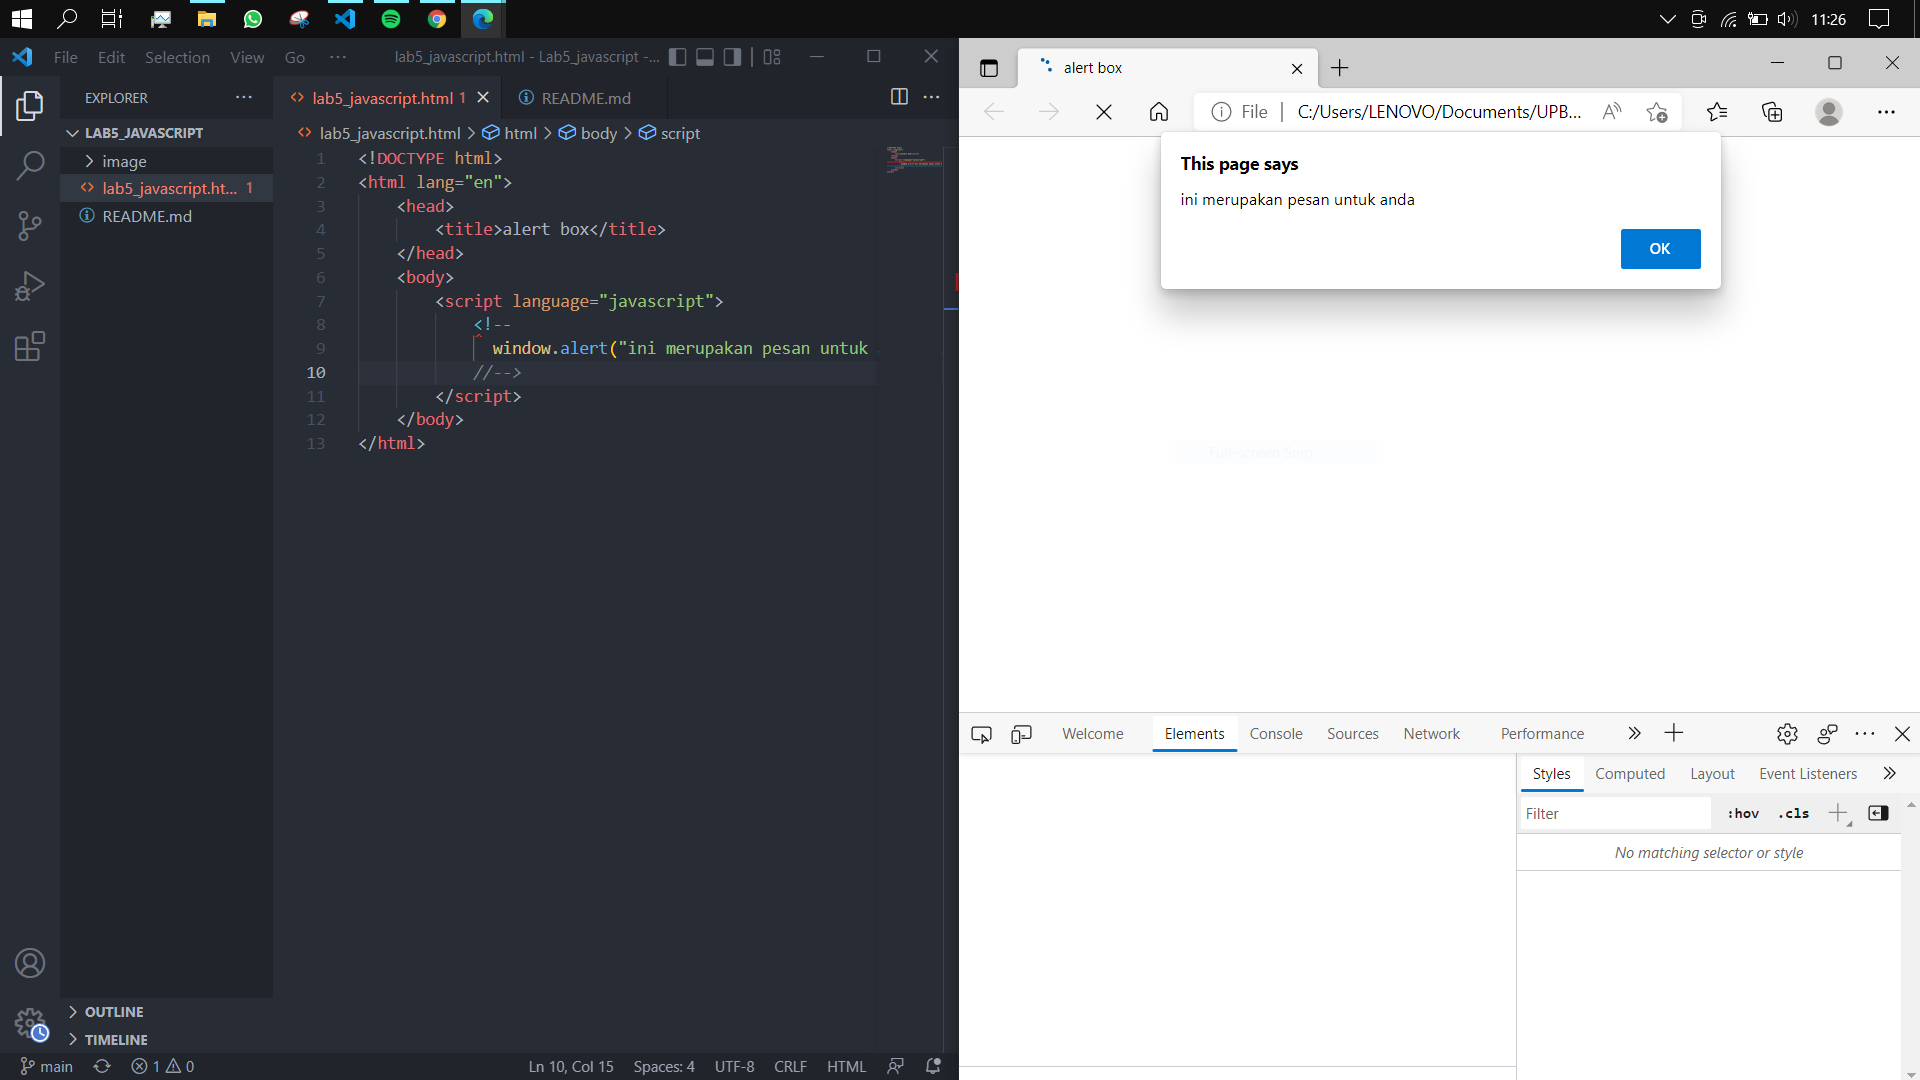 11:26
File Edit Selection View Go ··· lab5_javascript.html - Lab5_javascript -...
EXPLORER ···
LAB5_JAVASCRIPT
image
lab5_javascript.ht... 1
README.md
OUTLINE
TIMELINE
lab5_javascript.html 1 README.md
lab5_javascript.html > html > body > script
1 <!DOCTYPE html>
2 <html lang="en">
3 <head>
4 <title>alert box</title>
5 </head>
6 <body>
7 <script language="javascript">
8 <!--
9 window.alert("ini merupakan pesan untuk
10 //-->
11 </script>
12 </body>
13 </html>
main 1 0 Ln 10, Col 15 Spaces: 4 UTF-8 CRLF HTML
alert box
File C:/Users/LENOVO/Documents/UPB...
This page says
ini merupakan pesan untuk anda
OK
Welcome Elements Console Sources Network Performance
Styles Computed Layout Event Listeners
Filter :hov .cls
No matching selector or style